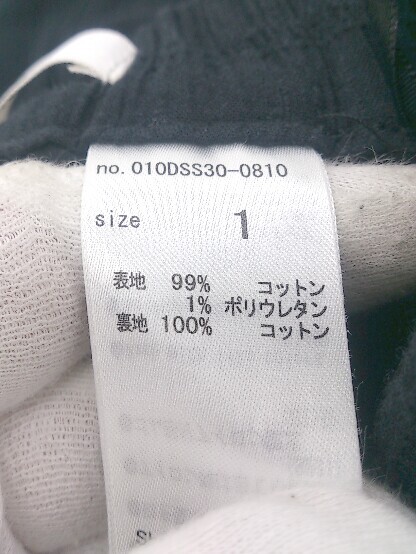 no. 010DSS30-0810
size 1
表地 99% コットン
1% ポリウレタン
裏地 100% コットン